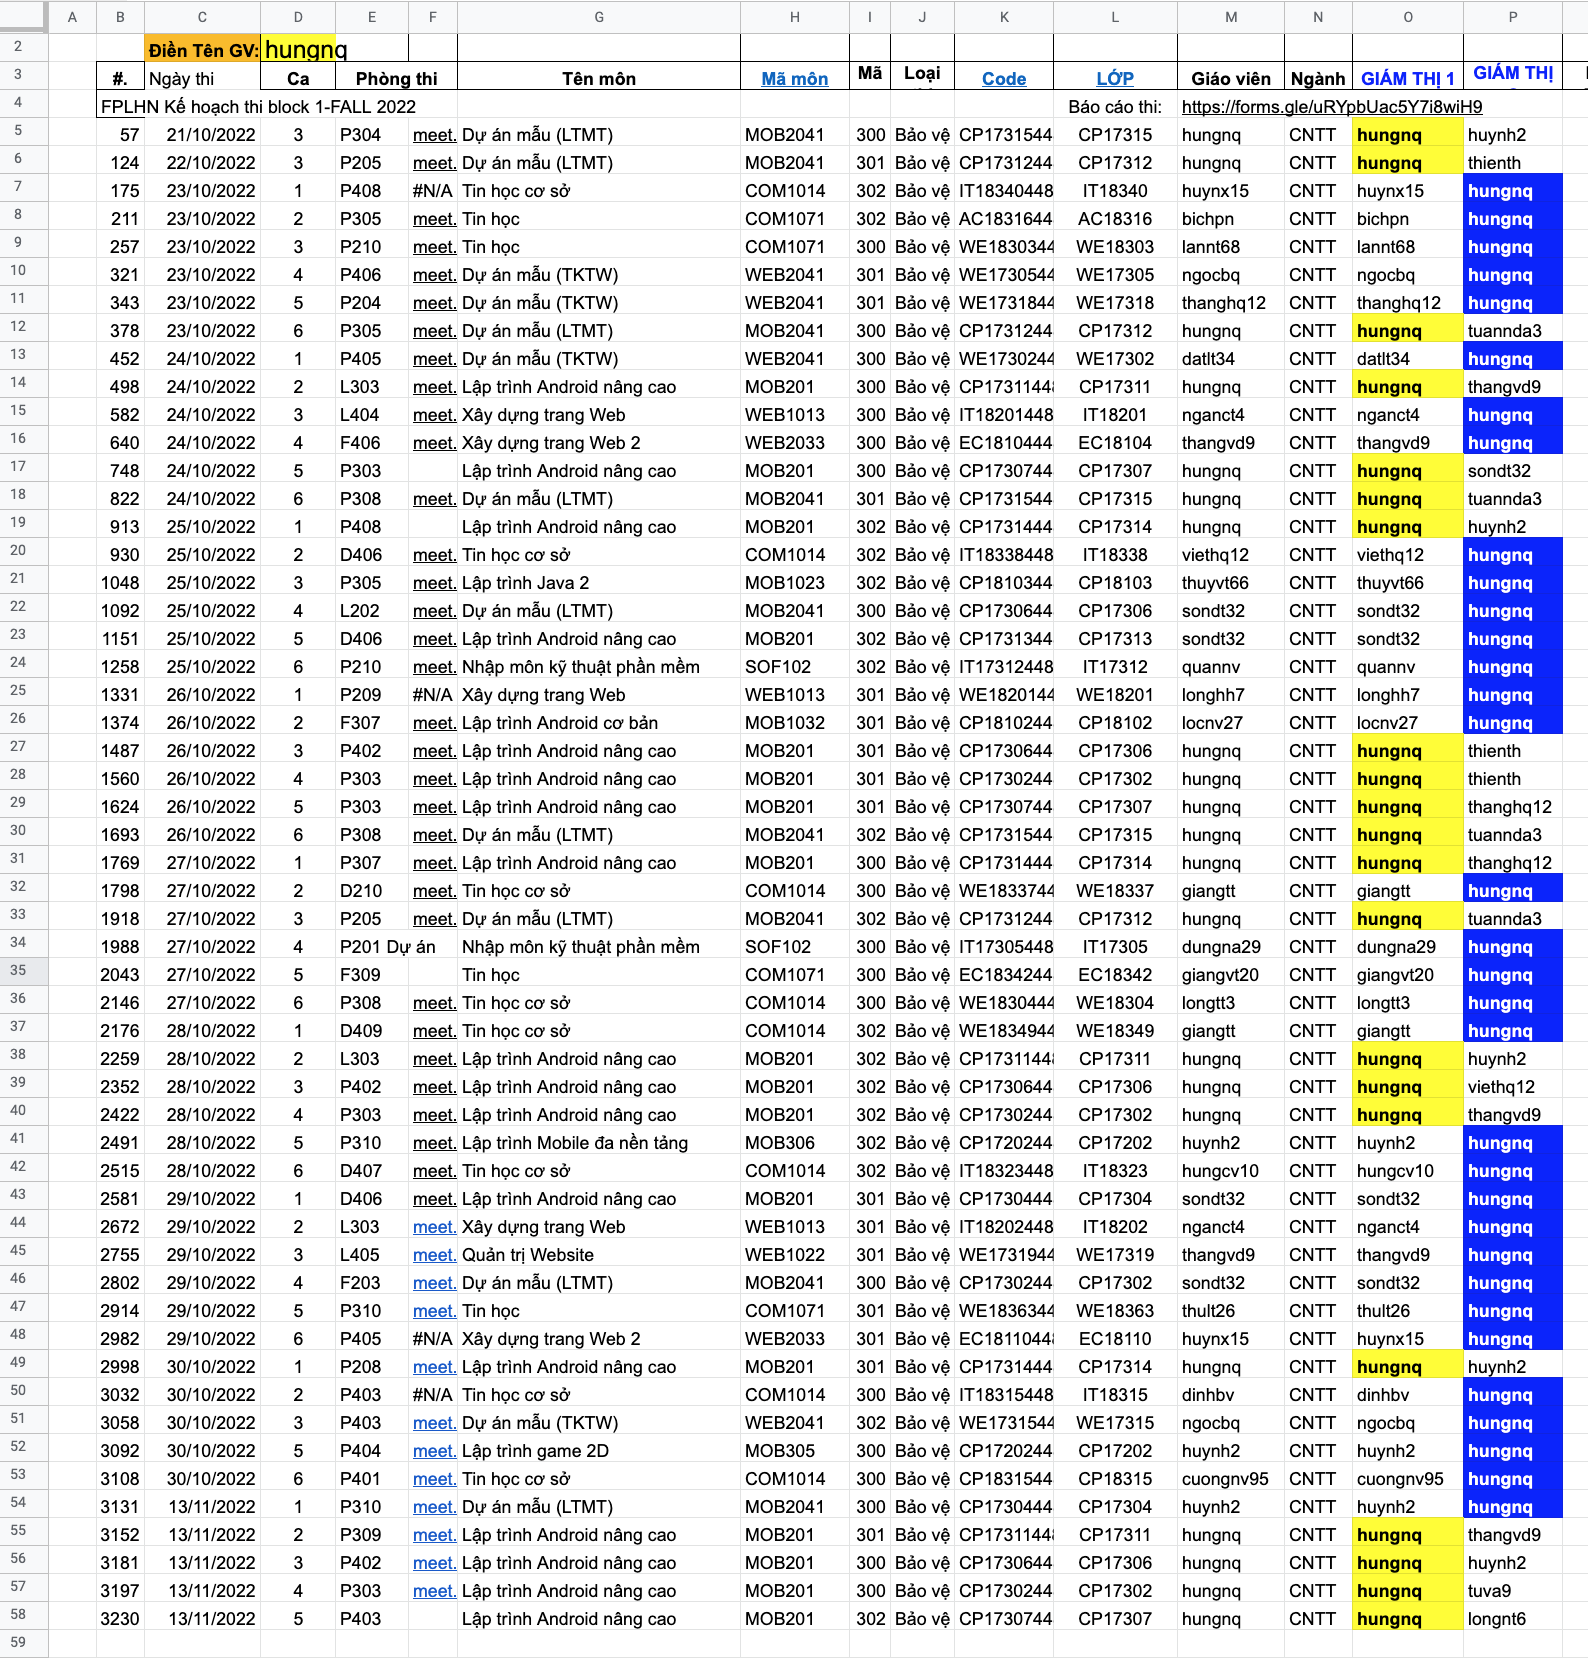 A B C D E F G H I J K L M N O P
2 Điền Tên GV: hungnq
3 #. Ngày thi Ca Phòng thi Tên môn Mã môn Mã Loại Code LỚP Giáo viên Ngành GIÁM THỊ 1 GIÁM THỊ
4 FPLHN Kế hoạch thi block 1-FALL 2022 Báo cáo thi: https://forms.gle/uRYpbUac5Y7i8wiH9
5 57 21/10/2022 3 P304 meet. Dự án mẫu (LTMT) MOB2041 300 Bảo vệ CP1731544 CP17315 hungnq CNTT hungnq huynh2
6 124 22/10/2022 3 P205 meet. Dự án mẫu (LTMT) MOB2041 301 Bảo vệ CP1731244 CP17312 hungnq CNTT hungnq thienth
7 175 23/10/2022 1 P408 #N/A Tin học cơ sở COM1014 302 Bảo vệ IT18340448 IT18340 huynx15 CNTT huynx15 hungnq
8 211 23/10/2022 2 P305 meet. Tin học COM1071 302 Bảo vệ AC1831644 AC18316 bichpn CNTT bichpn hungnq
9 257 23/10/2022 3 P210 meet. Tin học COM1071 300 Bảo vệ WE1830344 WE18303 lannt68 CNTT lannt68 hungnq
10 321 23/10/2022 4 P406 meet. Dự án mẫu (TKTW) WEB2041 301 Bảo vệ WE1730544 WE17305 ngocbq CNTT ngocbq hungnq
11 343 23/10/2022 5 P204 meet. Dự án mẫu (TKTW) WEB2041 301 Bảo vệ WE1731844 WE17318 thanghq12 CNTT thanghq12 hungnq
12 378 23/10/2022 6 P305 meet. Dự án mẫu (LTMT) MOB2041 300 Bảo vệ CP1731244 CP17312 hungnq CNTT hungnq tuannda3
13 452 24/10/2022 1 P405 meet. Dự án mẫu (TKTW) WEB2041 300 Bảo vệ WE1730244 WE17302 datlt34 CNTT datlt34 hungnq
14 498 24/10/2022 2 L303 meet. Lập trình Android nâng cao MOB201 300 Bảo vệ CP1731144 CP17311 hungnq CNTT hungnq thangvd9
15 582 24/10/2022 3 L404 meet. Xây dựng trang Web WEB1013 300 Bảo vệ IT18201448 IT18201 nganct4 CNTT nganct4 hungnq
16 640 24/10/2022 4 F406 meet. Xây dựng trang Web 2 WEB2033 300 Bảo vệ EC1810444 EC18104 thangvd9 CNTT thangvd9 hungnq
17 748 24/10/2022 5 P303 Lập trình Android nâng cao MOB201 300 Bảo vệ CP1730744 CP17307 hungnq CNTT hungnq sondt32
18 822 24/10/2022 6 P308 meet. Dự án mẫu (LTMT) MOB2041 301 Bảo vệ CP1731544 CP17315 hungnq CNTT hungnq tuannda3
19 913 25/10/2022 1 P408 Lập trình Android nâng cao MOB201 302 Bảo vệ CP1731444 CP17314 hungnq CNTT hungnq huynh2
20 930 25/10/2022 2 D406 meet. Tin học cơ sở COM1014 302 Bảo vệ IT18338448 IT18338 viethq12 CNTT viethq12 hungnq
21 1048 25/10/2022 3 P305 meet. Lập trình Java 2 MOB1023 302 Bảo vệ CP1810344 CP18103 thuyvt66 CNTT thuyvt66 hungnq
22 1092 25/10/2022 4 L202 meet. Dự án mẫu (LTMT) MOB2041 300 Bảo vệ CP1730644 CP17306 sondt32 CNTT sondt32 hungnq
23 1151 25/10/2022 5 D406 meet. Lập trình Android nâng cao MOB201 302 Bảo vệ CP1731344 CP17313 sondt32 CNTT sondt32 hungnq
24 1258 25/10/2022 6 P210 meet. Nhập môn kỹ thuật phần mềm SOF102 302 Bảo vệ IT17312448 IT17312 quannv CNTT quannv hungnq
25 1331 26/10/2022 1 P209 #N/A Xây dựng trang Web WEB1013 301 Bảo vệ WE1820144 WE18201 longhh7 CNTT longhh7 hungnq
26 1374 26/10/2022 2 F307 meet. Lập trình Android cơ bản MOB1032 301 Bảo vệ CP1810244 CP18102 locnv27 CNTT locnv27 hungnq
27 1487 26/10/2022 3 P402 meet. Lập trình Android nâng cao MOB201 301 Bảo vệ CP1730644 CP17306 hungnq CNTT hungnq thienth
28 1560 26/10/2022 4 P303 meet. Lập trình Android nâng cao MOB201 301 Bảo vệ CP1730244 CP17302 hungnq CNTT hungnq thienth
29 1624 26/10/2022 5 P303 meet. Lập trình Android nâng cao MOB201 301 Bảo vệ CP1730744 CP17307 hungnq CNTT hungnq thanghq12
30 1693 26/10/2022 6 P308 meet. Dự án mẫu (LTMT) MOB2041 302 Bảo vệ CP1731544 CP17315 hungnq CNTT hungnq tuannda3
31 1769 27/10/2022 1 P307 meet. Lập trình Android nâng cao MOB201 300 Bảo vệ CP1731444 CP17314 hungnq CNTT hungnq thanghq12
32 1798 27/10/2022 2 D210 meet. Tin học cơ sở COM1014 300 Bảo vệ WE1833744 WE18337 giangtt CNTT giangtt hungnq
33 1918 27/10/2022 3 P205 meet. Dự án mẫu (LTMT) MOB2041 302 Bảo vệ CP1731244 CP17312 hungnq CNTT hungnq tuannda3
34 1988 27/10/2022 4 P201 Dự án Nhập môn kỹ thuật phần mềm SOF102 300 Bảo vệ IT17305448 IT17305 dungna29 CNTT dungna29 hungnq
35 2043 27/10/2022 5 F309 Tin học COM1071 300 Bảo vệ EC1834244 EC18342 giangvt20 CNTT giangvt20 hungnq
36 2146 27/10/2022 6 P308 meet. Tin học cơ sở COM1014 302 Bảo vệ WE1830444 WE18304 longtt3 CNTT longtt3 hungnq
37 2176 28/10/2022 1 D409 meet. Tin học cơ sở COM1014 302 Bảo vệ WE1834944 WE18349 giangtt CNTT giangtt hungnq
38 2259 28/10/2022 2 L303 meet. Lập trình Android nâng cao MOB201 302 Bảo vệ CP1731144 CP17311 hungnq CNTT hungnq huynh2
39 2352 28/10/2022 3 P402 meet. Lập trình Android nâng cao MOB201 302 Bảo vệ CP1730644 CP17306 hungnq CNTT hungnq viethq12
40 2422 28/10/2022 4 P303 meet. Lập trình Android nâng cao MOB201 302 Bảo vệ CP1730244 CP17302 hungnq CNTT hungnq thangvd9
41 2491 28/10/2022 5 P310 meet. Lập trình Mobile đa nền tảng MOB306 302 Bảo vệ CP1720244 CP17202 huynh2 CNTT huynh2 hungnq
42 2515 28/10/2022 6 D407 meet. Tin học cơ sở COM1014 302 Bảo vệ IT18323448 IT18323 hungcv10 CNTT hungcv10 hungnq
43 2581 29/10/2022 1 D406 meet. Lập trình Android nâng cao MOB201 301 Bảo vệ CP1730444 CP17304 sondt32 CNTT sondt32 hungnq
44 2672 29/10/2022 2 L303 meet. Xây dựng trang Web WEB1013 301 Bảo vệ IT18202448 IT18202 nganct4 CNTT nganct4 hungnq
45 2755 29/10/2022 3 L405 meet. Quản trị Website WEB1022 301 Bảo vệ WE1731944 WE17319 thangvd9 CNTT thangvd9 hungnq
46 2802 29/10/2022 4 F203 meet. Dự án mẫu (LTMT) MOB2041 300 Bảo vệ CP1730244 CP17302 sondt32 CNTT sondt32 hungnq
47 2914 29/10/2022 5 P310 meet. Tin học COM1071 301 Bảo vệ WE1836344 WE18363 thult26 CNTT thult26 hungnq
48 2982 29/10/2022 6 P405 #N/A Xây dựng trang Web 2 WEB2033 301 Bảo vệ EC1811044 EC18110 huynx15 CNTT huynx15 hungnq
49 2998 30/10/2022 1 P208 meet. Lập trình Android nâng cao MOB201 301 Bảo vệ CP1731444 CP17314 hungnq CNTT hungnq huynh2
50 3032 30/10/2022 2 P403 #N/A Tin học cơ sở COM1014 300 Bảo vệ IT18315448 IT18315 dinhbv CNTT dinhbv hungnq
51 3058 30/10/2022 3 P403 meet. Dự án mẫu (TKTW) WEB2041 302 Bảo vệ WE1731544 WE17315 ngocbq CNTT ngocbq hungnq
52 3092 30/10/2022 5 P404 meet. Lập trình game 2D MOB305 300 Bảo vệ CP1720244 CP17202 huynh2 CNTT huynh2 hungnq
53 3108 30/10/2022 6 P401 meet. Tin học cơ sở COM1014 300 Bảo vệ CP1831544 CP18315 cuongnv95 CNTT cuongnv95 hungnq
54 3131 13/11/2022 1 P310 meet. Dự án mẫu (LTMT) MOB2041 300 Bảo vệ CP1730444 CP17304 huynh2 CNTT huynh2 hungnq
55 3152 13/11/2022 2 P309 meet. Lập trình Android nâng cao MOB201 301 Bảo vệ CP1731144 CP17311 hungnq CNTT hungnq thangvd9
56 3181 13/11/2022 3 P402 meet. Lập trình Android nâng cao MOB201 300 Bảo vệ CP1730644 CP17306 hungnq CNTT hungnq huynh2
57 3197 13/11/2022 4 P303 meet. Lập trình Android nâng cao MOB201 300 Bảo vệ CP1730244 CP17302 hungnq CNTT hungnq tuva9
58 3230 13/11/2022 5 P403 Lập trình Android nâng cao MOB201 302 Bảo vệ CP1730744 CP17307 hungnq CNTT hungnq longnt6
59